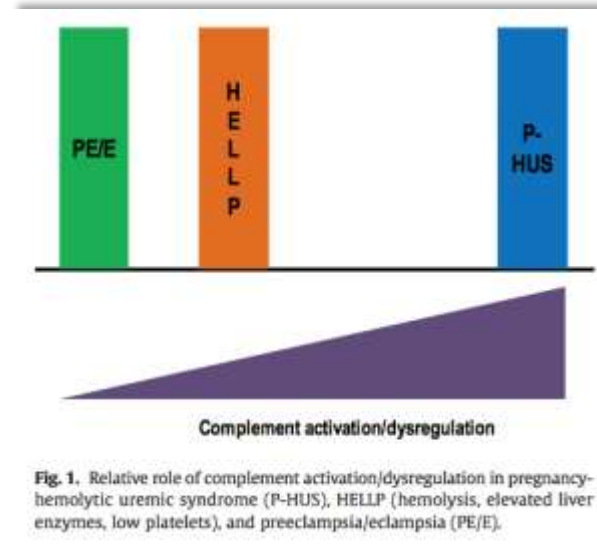 PE/E
H
E
L
L
P
P-
HUS
Complement activation/dysregulation
Fig. 1. Relative role of complement activation/dysregulation in pregnancy-
hemolytic uremic syndrome (P-HUS), HELLP (hemolysis, elevated liver
enzymes, low platelets), and preeclampsia/eclampsia (PE/E).